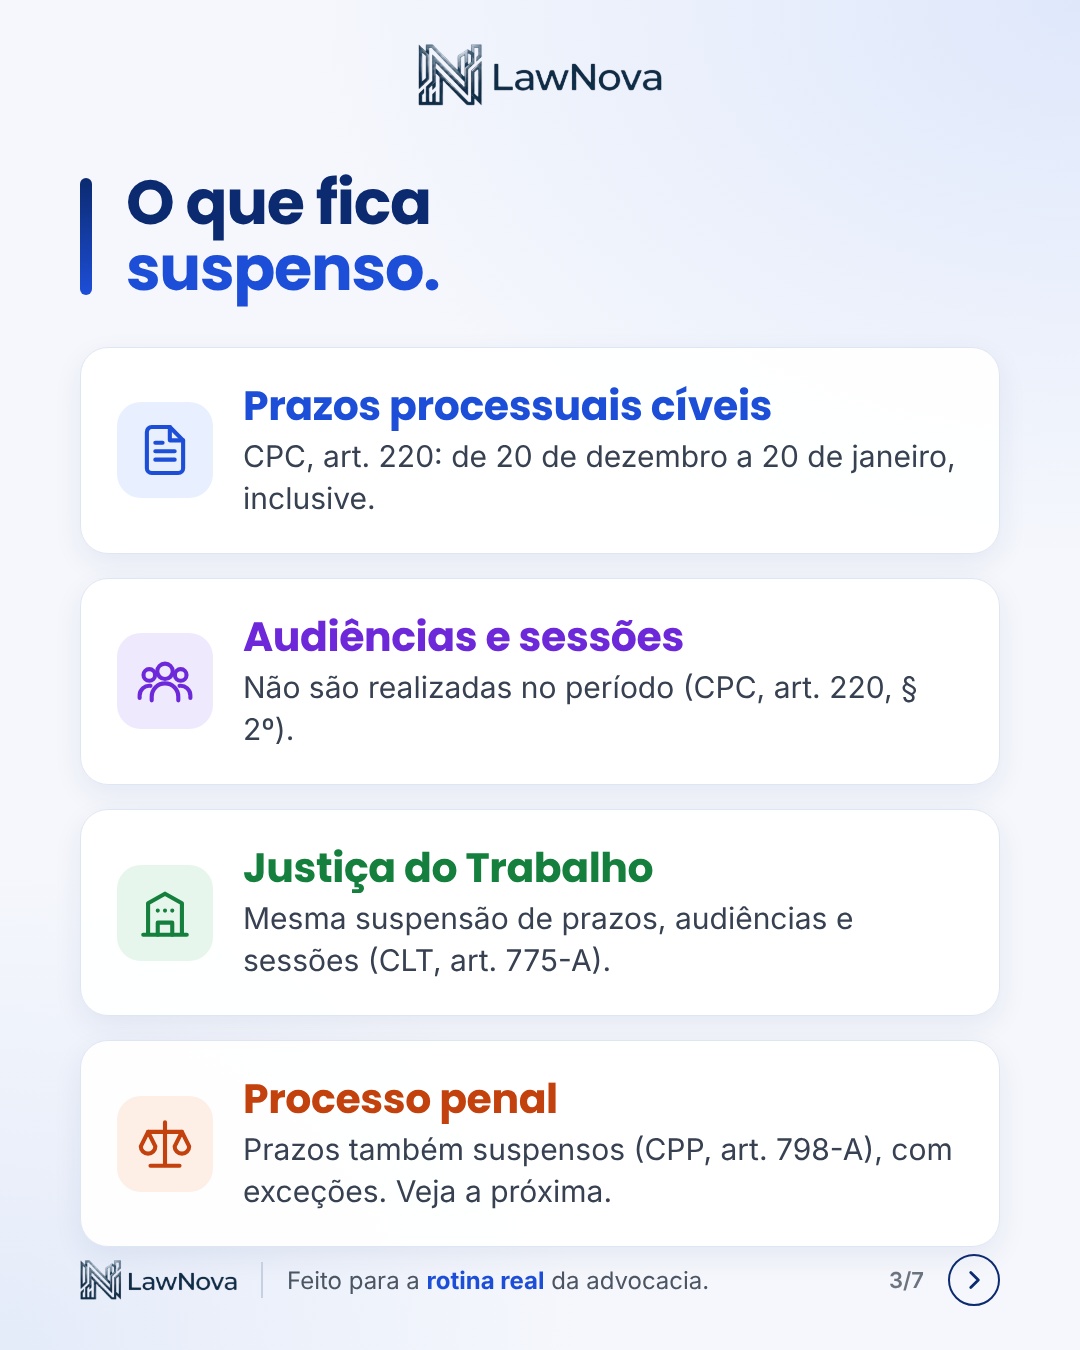 LawNova
O que fica
suspenso.
Prazos processuais cíveis
CPC, art. 220: de 20 de dezembro a 20 de janeiro,
inclusive.
Audiências e sessões
Não são realizadas no período (CPC, art. 220, §
2º).
Justiça do Trabalho
Mesma suspensão de prazos, audiências e
sessões (CLT, art. 775-A).
Processo penal
Prazos também suspensos (CPP, art. 798-A), com
exceções. Veja a próxima.
LawNova
Feito para a rotina real da advocacia.
3/7